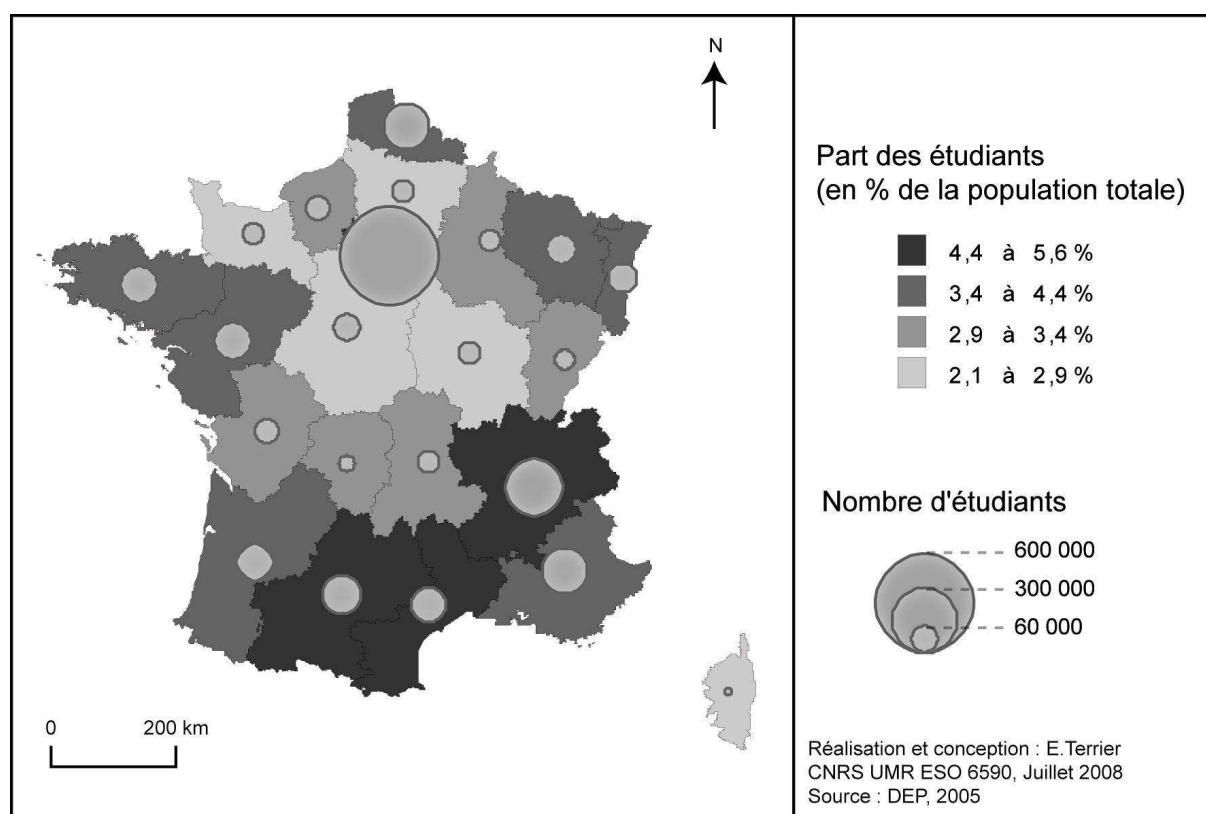 N
0 200 km
Part des étudiants
(en % de la population totale)
4,4 à 5,6 %
3,4 à 4,4 %
2,9 à 3,4 %
2,1 à 2,9 %
Nombre d'étudiants
600 000
300 000
60 000
Réalisation et conception : E.Terrier
CNRS UMR ESO 6590, Juillet 2008
Source : DEP, 2005